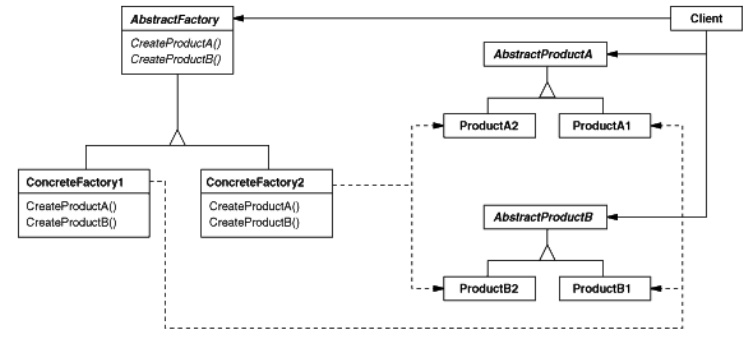 AbstractFactory
CreateProductA()
CreateProductB()
Client
AbstractProductA
ProductA2
ProductA1
ConcreteFactory1
CreateProductA()
CreateProductB()
ConcreteFactory2
CreateProductA()
CreateProductB()
AbstractProductB
ProductB2
ProductB1